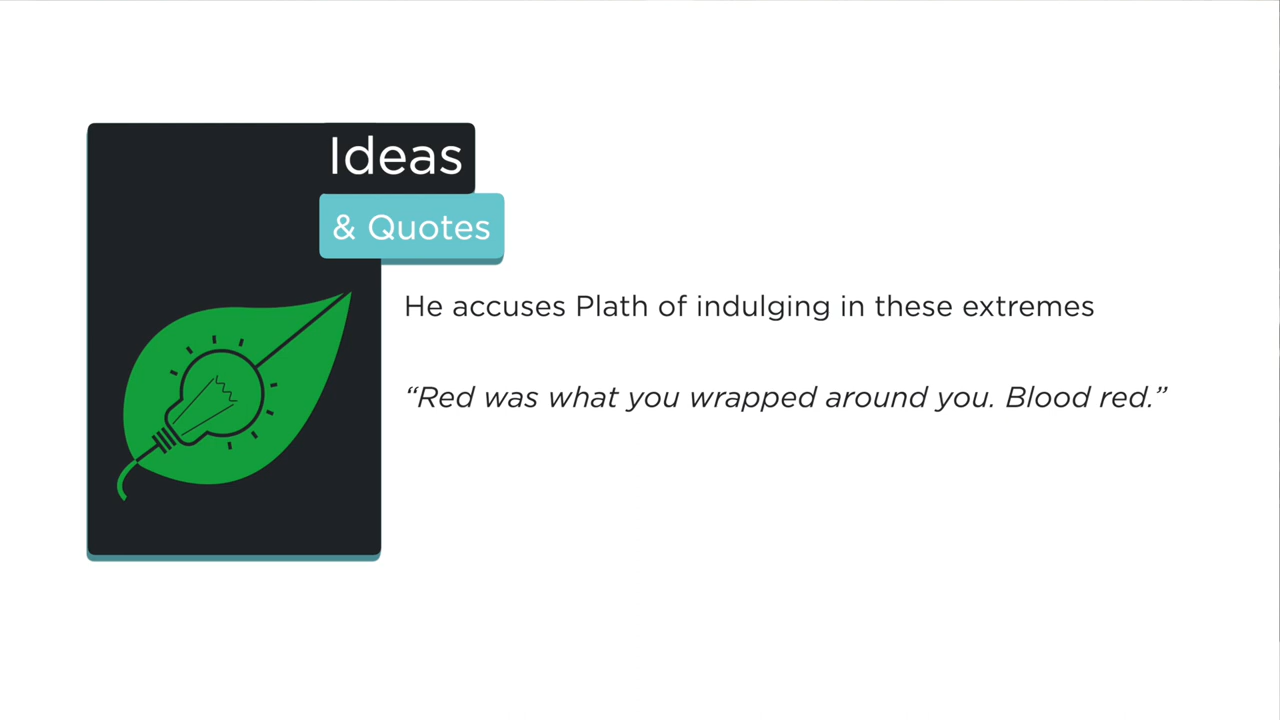 Ideas
& Quotes
He accuses Plath of indulging in these extremes
“Red was what you wrapped around you. Blood red.”